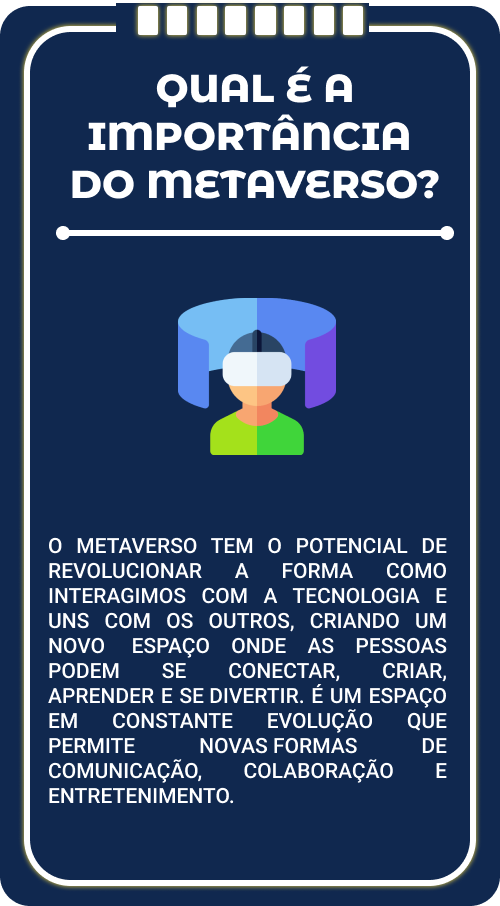 QUAL É A
IMPORTÂNCIA
DO METAVERSO?
O METAVERSO TEM O POTENCIAL DE
REVOLUCIONAR A FORMA COMO
INTERAGIMOS COM A TECNOLOGIA E
UNS COM OS OUTROS, CRIANDO UM
NOVO ESPAÇO ONDE AS PESSOAS
PODEM SE CONECTAR, CRIAR,
APRENDER E SE DIVERTIR. É UM ESPAÇO
EM CONSTANTE EVOLUÇÃO QUE
PERMITE NOVAS FORMAS DE
COMUNICAÇÃO, COLABORAÇÃO E
ENTRETENIMENTO.